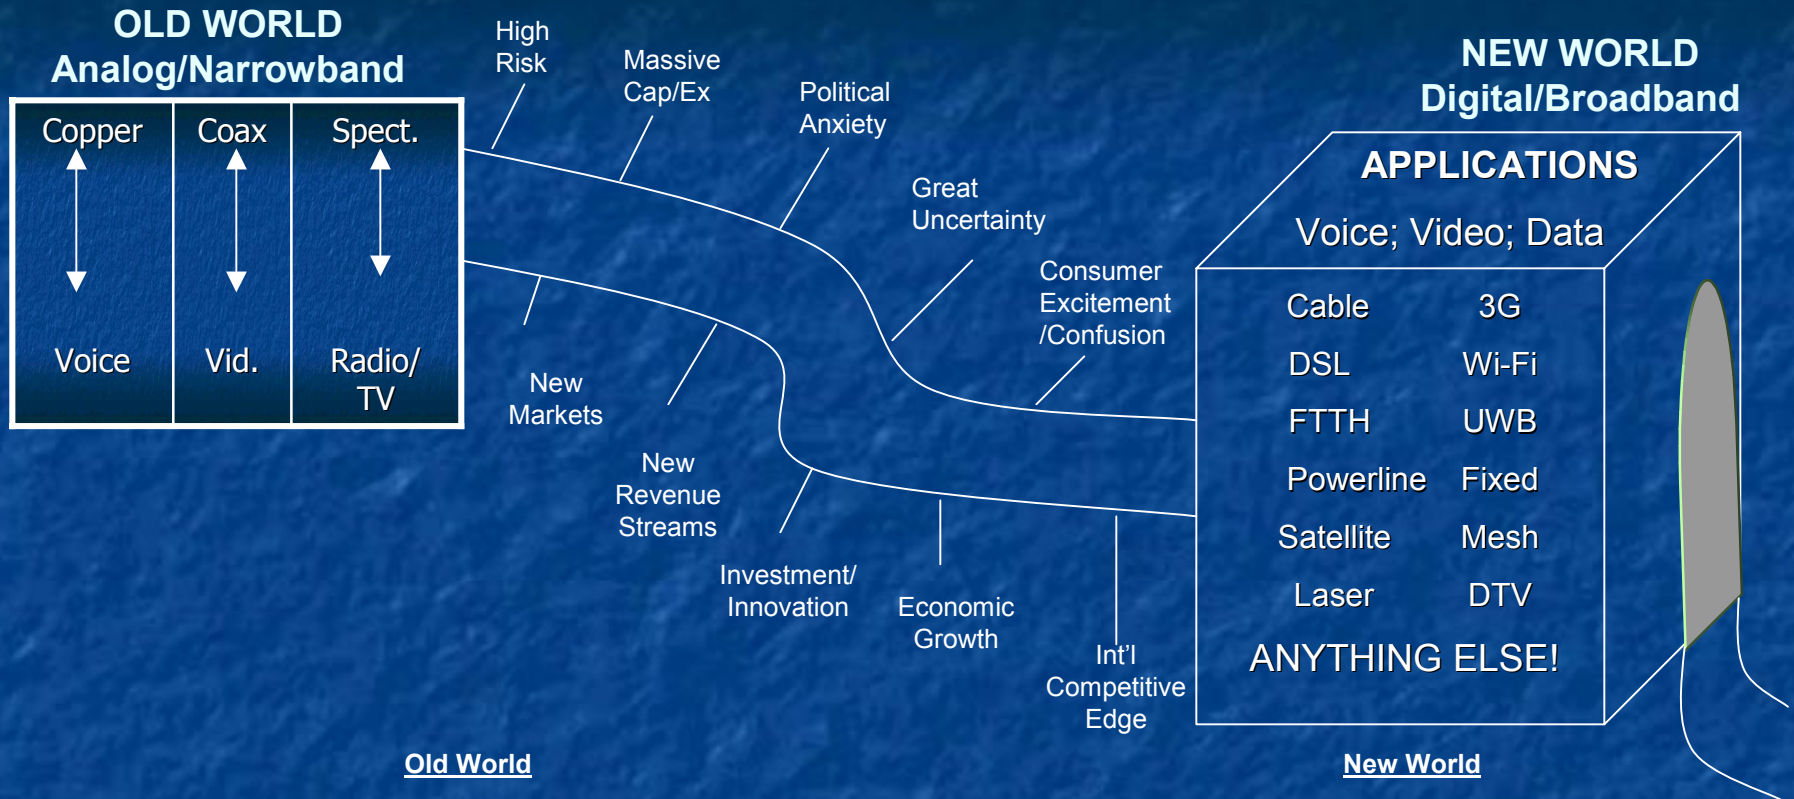 OLD WORLD
Analog/Narrowband
Copper
Coax
Spect.
Voice
Vid.
Radio/
TV
High
Risk
Massive
Cap/Ex
Political
Anxiety
Great
Uncertainty
Consumer
Excitement
/Confusion
New
Markets
New
Revenue
Streams
Investment/
Innovation
Economic
Growth
Int'l
Competitive
Edge
NEW WORLD
Digital/Broadband
APPLICATIONS
Voice; Video; Data
Cable 3G
DSL Wi-Fi
FTTH UWB
Powerline Fixed
Satellite Mesh
Laser DTV
ANYTHING ELSE!
Old World
New World